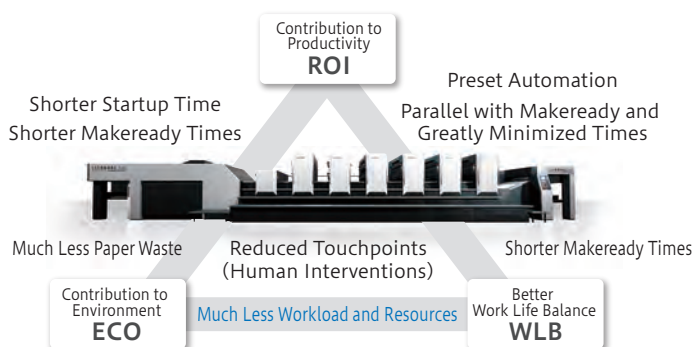 Contribution to
Productivity
ROI
Preset Automation
Shorter Startup Time
Parallel with Makeready and
Shorter Makeready Times
Greatly Minimized Times
Much Less Paper Waste
Reduced Touchpoints
(Human Interventions)
Shorter Makeready Times
Contribution to
Environment
ECO
Much Less Workload and Resources
Better
Work Life Balance
WLB